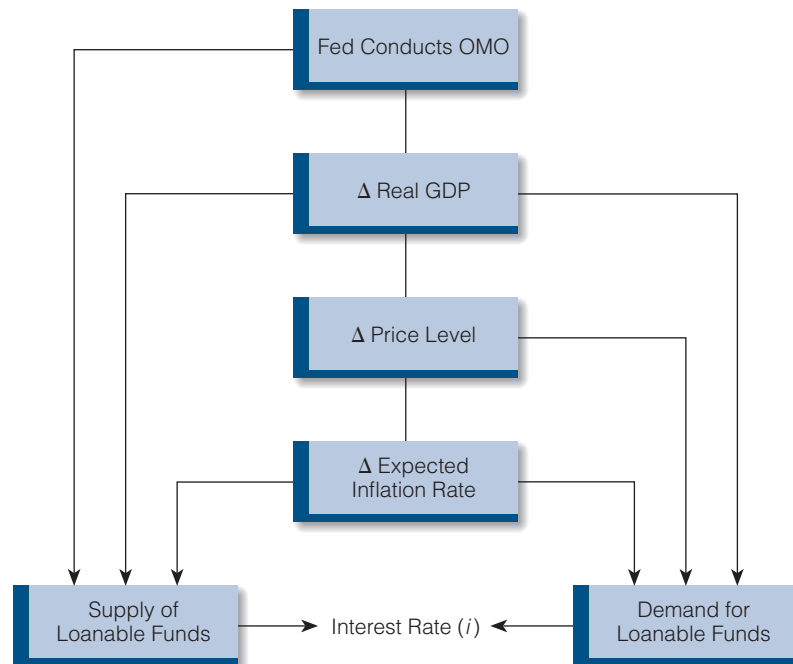 Fed Conducts OMO
Δ Real GDP
Δ Price Level
Δ Expected
Inflation Rate
Supply of
Loanable Funds
Interest Rate (i)
Demand for
Loanable Funds